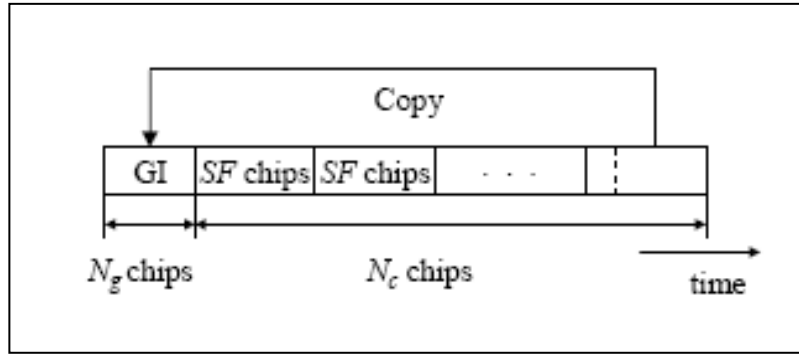 Copy
GI SF chips SF chips . . .
N_g chips N_c chips
time